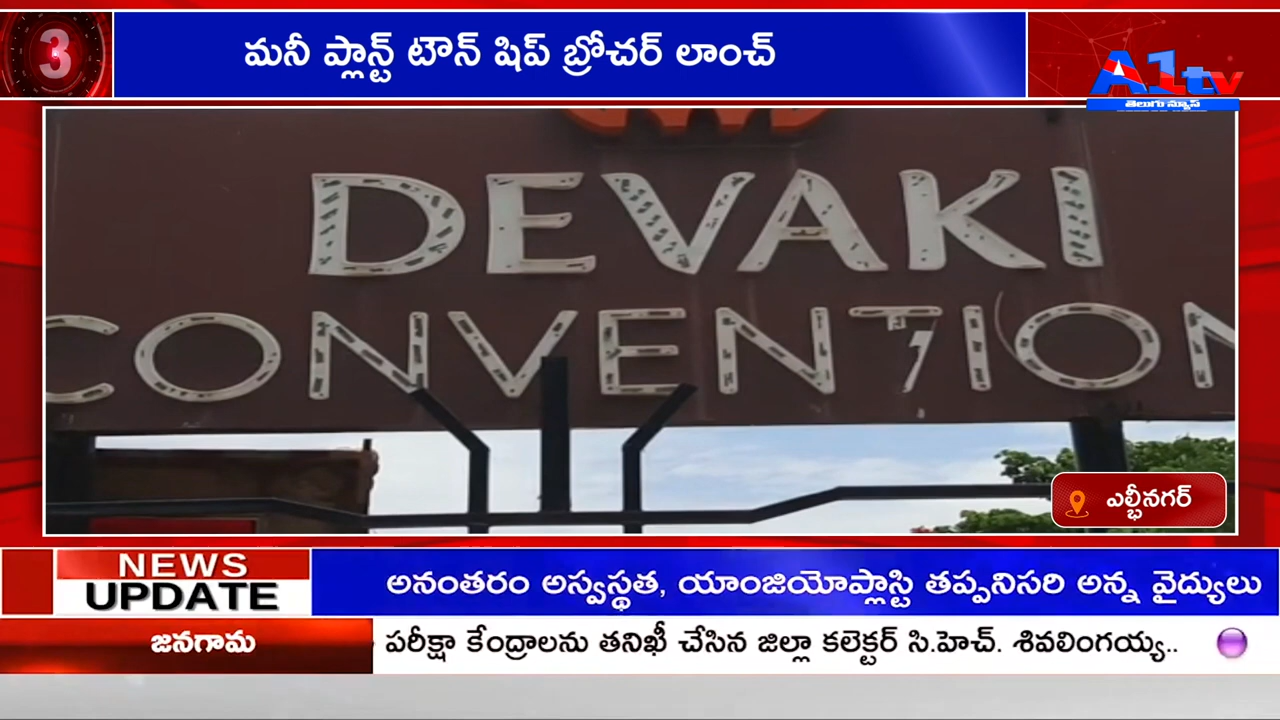 3
మనీ ప్లాన్ట్ టౌన్ షిప్ బ్రోచర్ లాంచ్
A1tv
తెలుగు న్యూస్
DEVAKI
CONVENTION
ఎల్బీనగర్
NEWS
UPDATE
అనంతరం అస్వస్థత, యాంజియోప్లాస్టి తప్పనిసరి అన్న వైద్యులు
జనగామ
పరీక్షా కేంద్రాలను తనిఖీ చేసిన జిల్లా కలెక్టర్ సి.హెచ్. శివలింగయ్య..